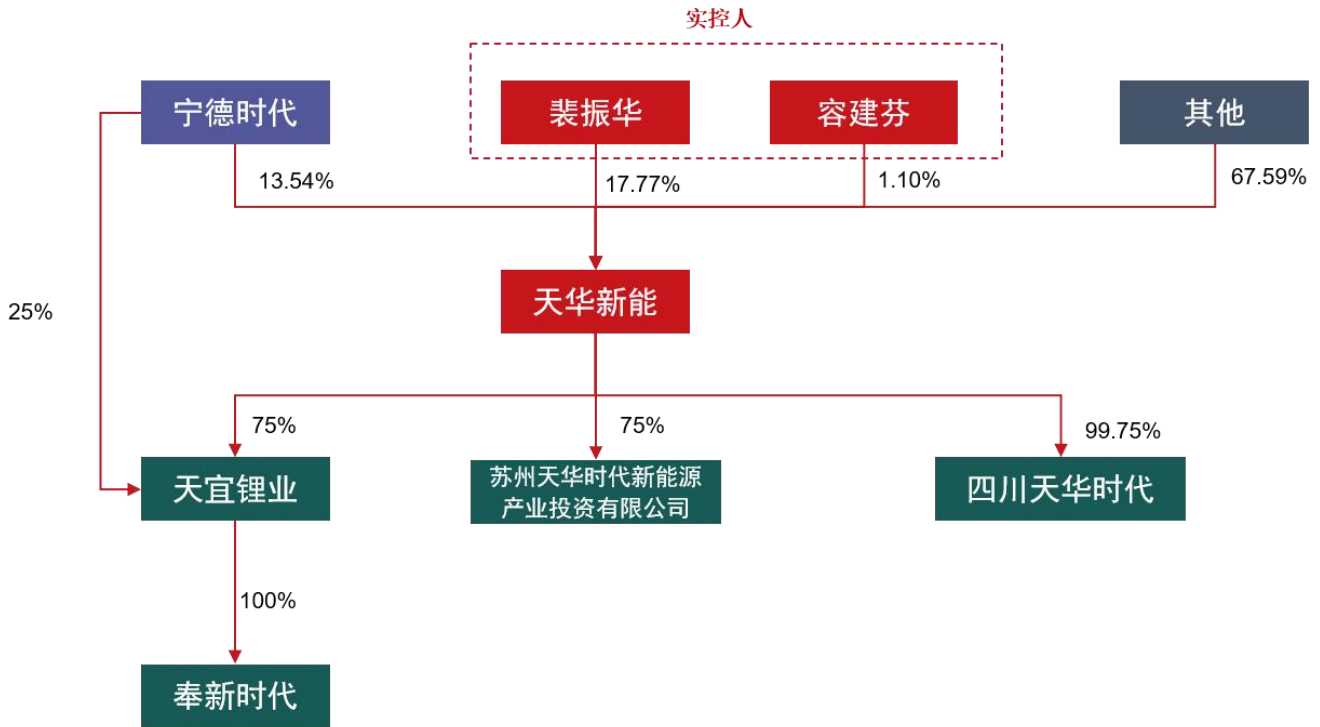 实控人
宁德时代
裴振华
容建芬
其他
13.54%
17.77%
1.10%
67.59%
天华新能
25%
75%
75%
99.75%
天宜锂业
苏州天华时代新能源
产业投资有限公司
四川天华时代
100%
奉新时代